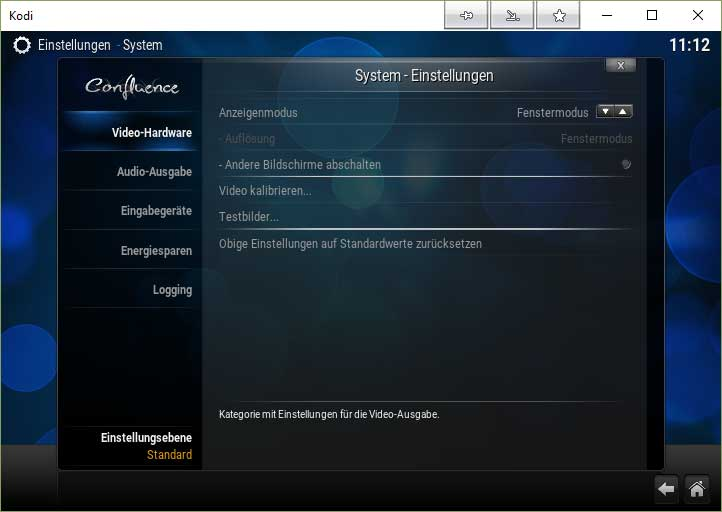 Kodi
Einstellungen - System
11:12
Confluence
System - Einstellungen
X
Video-Hardware
Audio-Ausgabe
Eingabegeräte
Energiesparen
Logging
Anzeigenmodus Fenstermodus
- Auflösung Fenstermodus
- Andere Bildschirme abschalten
Video kalibrieren...
Testbilder...
Obige Einstellungen auf Standardwerte zurücksetzen
Kategorie mit Einstellungen für die Video-Ausgabe.
Einstellungsebene
Standard